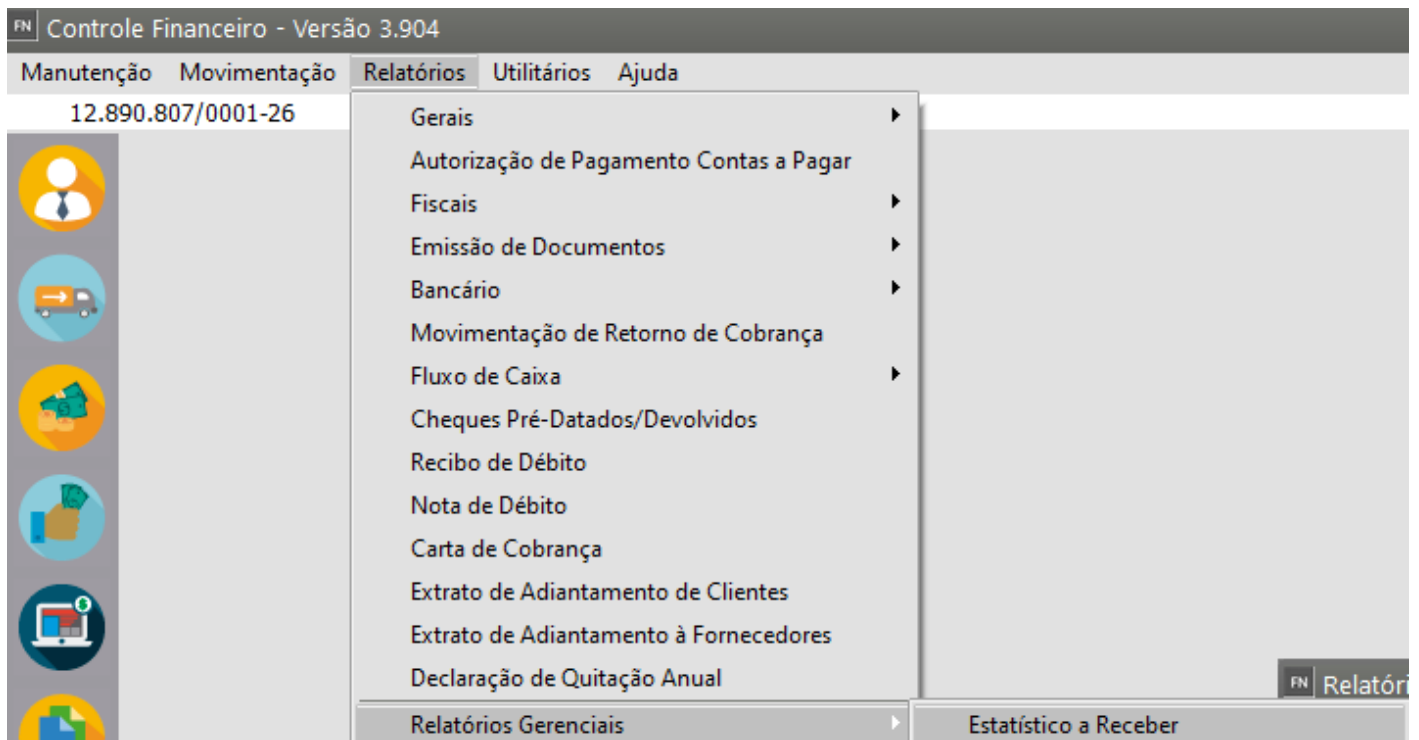 FN Controle Financeiro - Versão 3.904
Manutenção Movimentação Relatórios Utilitários Ajuda
12.890.807/0001-26
Gerais
Autorização de Pagamento Contas a Pagar
Fiscais
Emissão de Documentos
Bancário
Movimentação de Retorno de Cobrança
Fluxo de Caixa
Cheques Pré-Datados/Devolvidos
Recibo de Débito
Nota de Débito
Carta de Cobrança
Extrato de Adiantamento de Clientes
Extrato de Adiantamento à Fornecedores
Declaração de Quitação Anual
FN Relatóri
Relatórios Gerenciais Estatístico a Receber